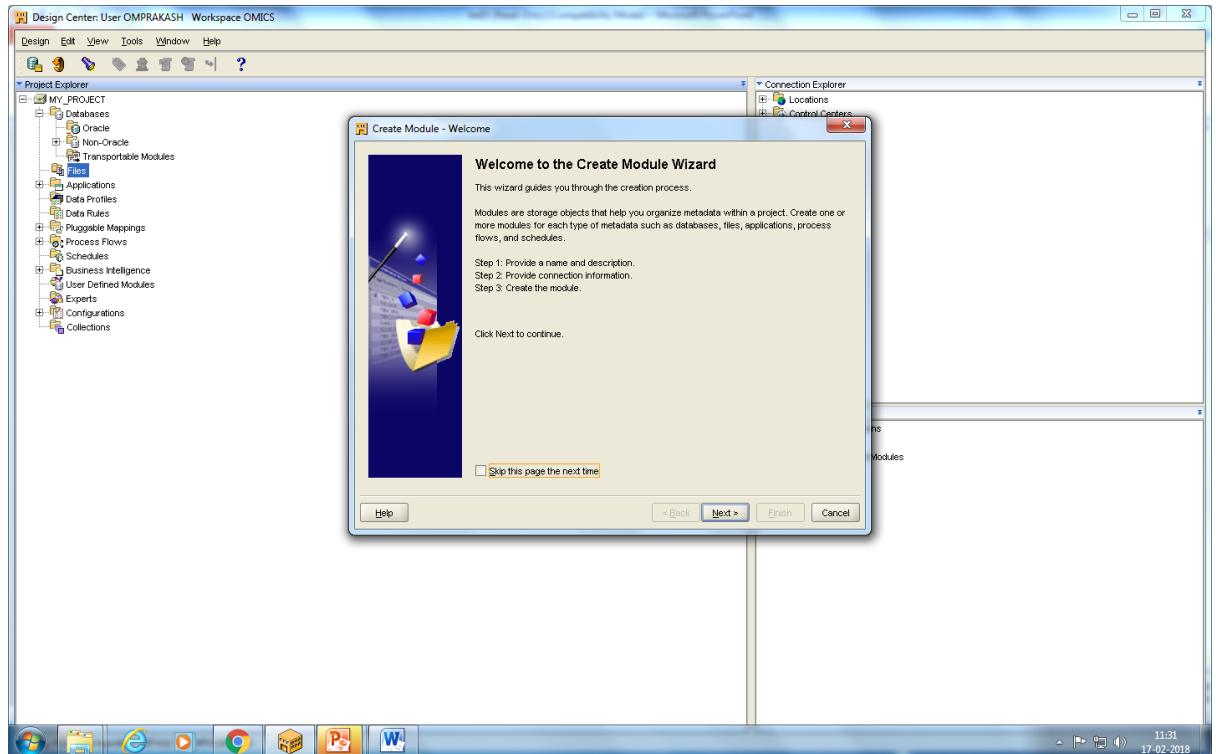 Design Center: User OMPRAKASH Workspace OMICS
Design Edit View Tools Window Help
?
Project Explorer
MY_PROJECT
Databases
Oracle
Non-Oracle
Transportable Modules
Files
Applications
Data Profiles
Data Rules
Pluggable Mappings
Process Flows
Schedules
Business Intelligence
User Defined Modules
Experts
Configurations
Collections
Connection Explorer
Locations
Control Centers
Create Module - Welcome
Welcome to the Create Module Wizard
This wizard guides you through the creation process.
Modules are storage objects that help you organize metadata within a project. Create one or
more modules for each type of metadata such as databases, files, applications, process
flows, and schedules.
Step 1: Provide a name and description.
Step 2: Provide connection information.
Step 3: Create the module.
Click Next to continue.
Skip this page the next time
Help < Back Next > Finish Cancel
ns
Modules
11:31
17-02-2018